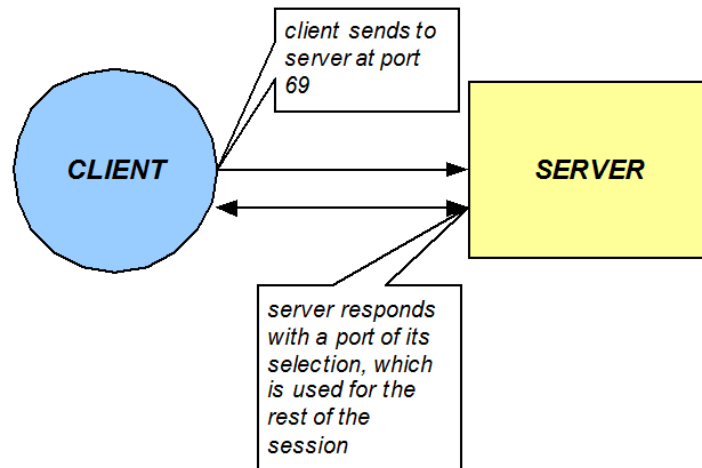 client sends to
server at port
69
CLIENT
SERVER
server responds
with a port of its
selection, which
is used for the
rest of the
session